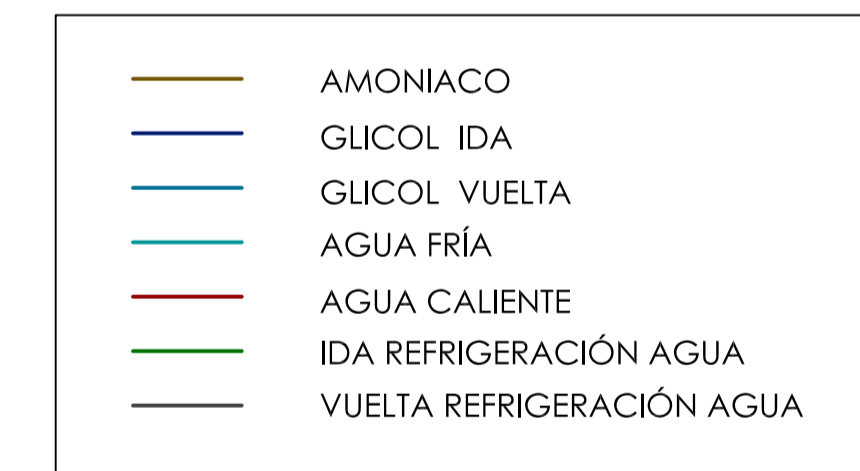 AMONIACO
GLICOL IDA
GLICOL VUELTA
AGUA FRÍA
AGUA CALIENTE
IDA REFRIGERACIÓN AGUA
VUELTA REFRIGERACIÓN AGUA